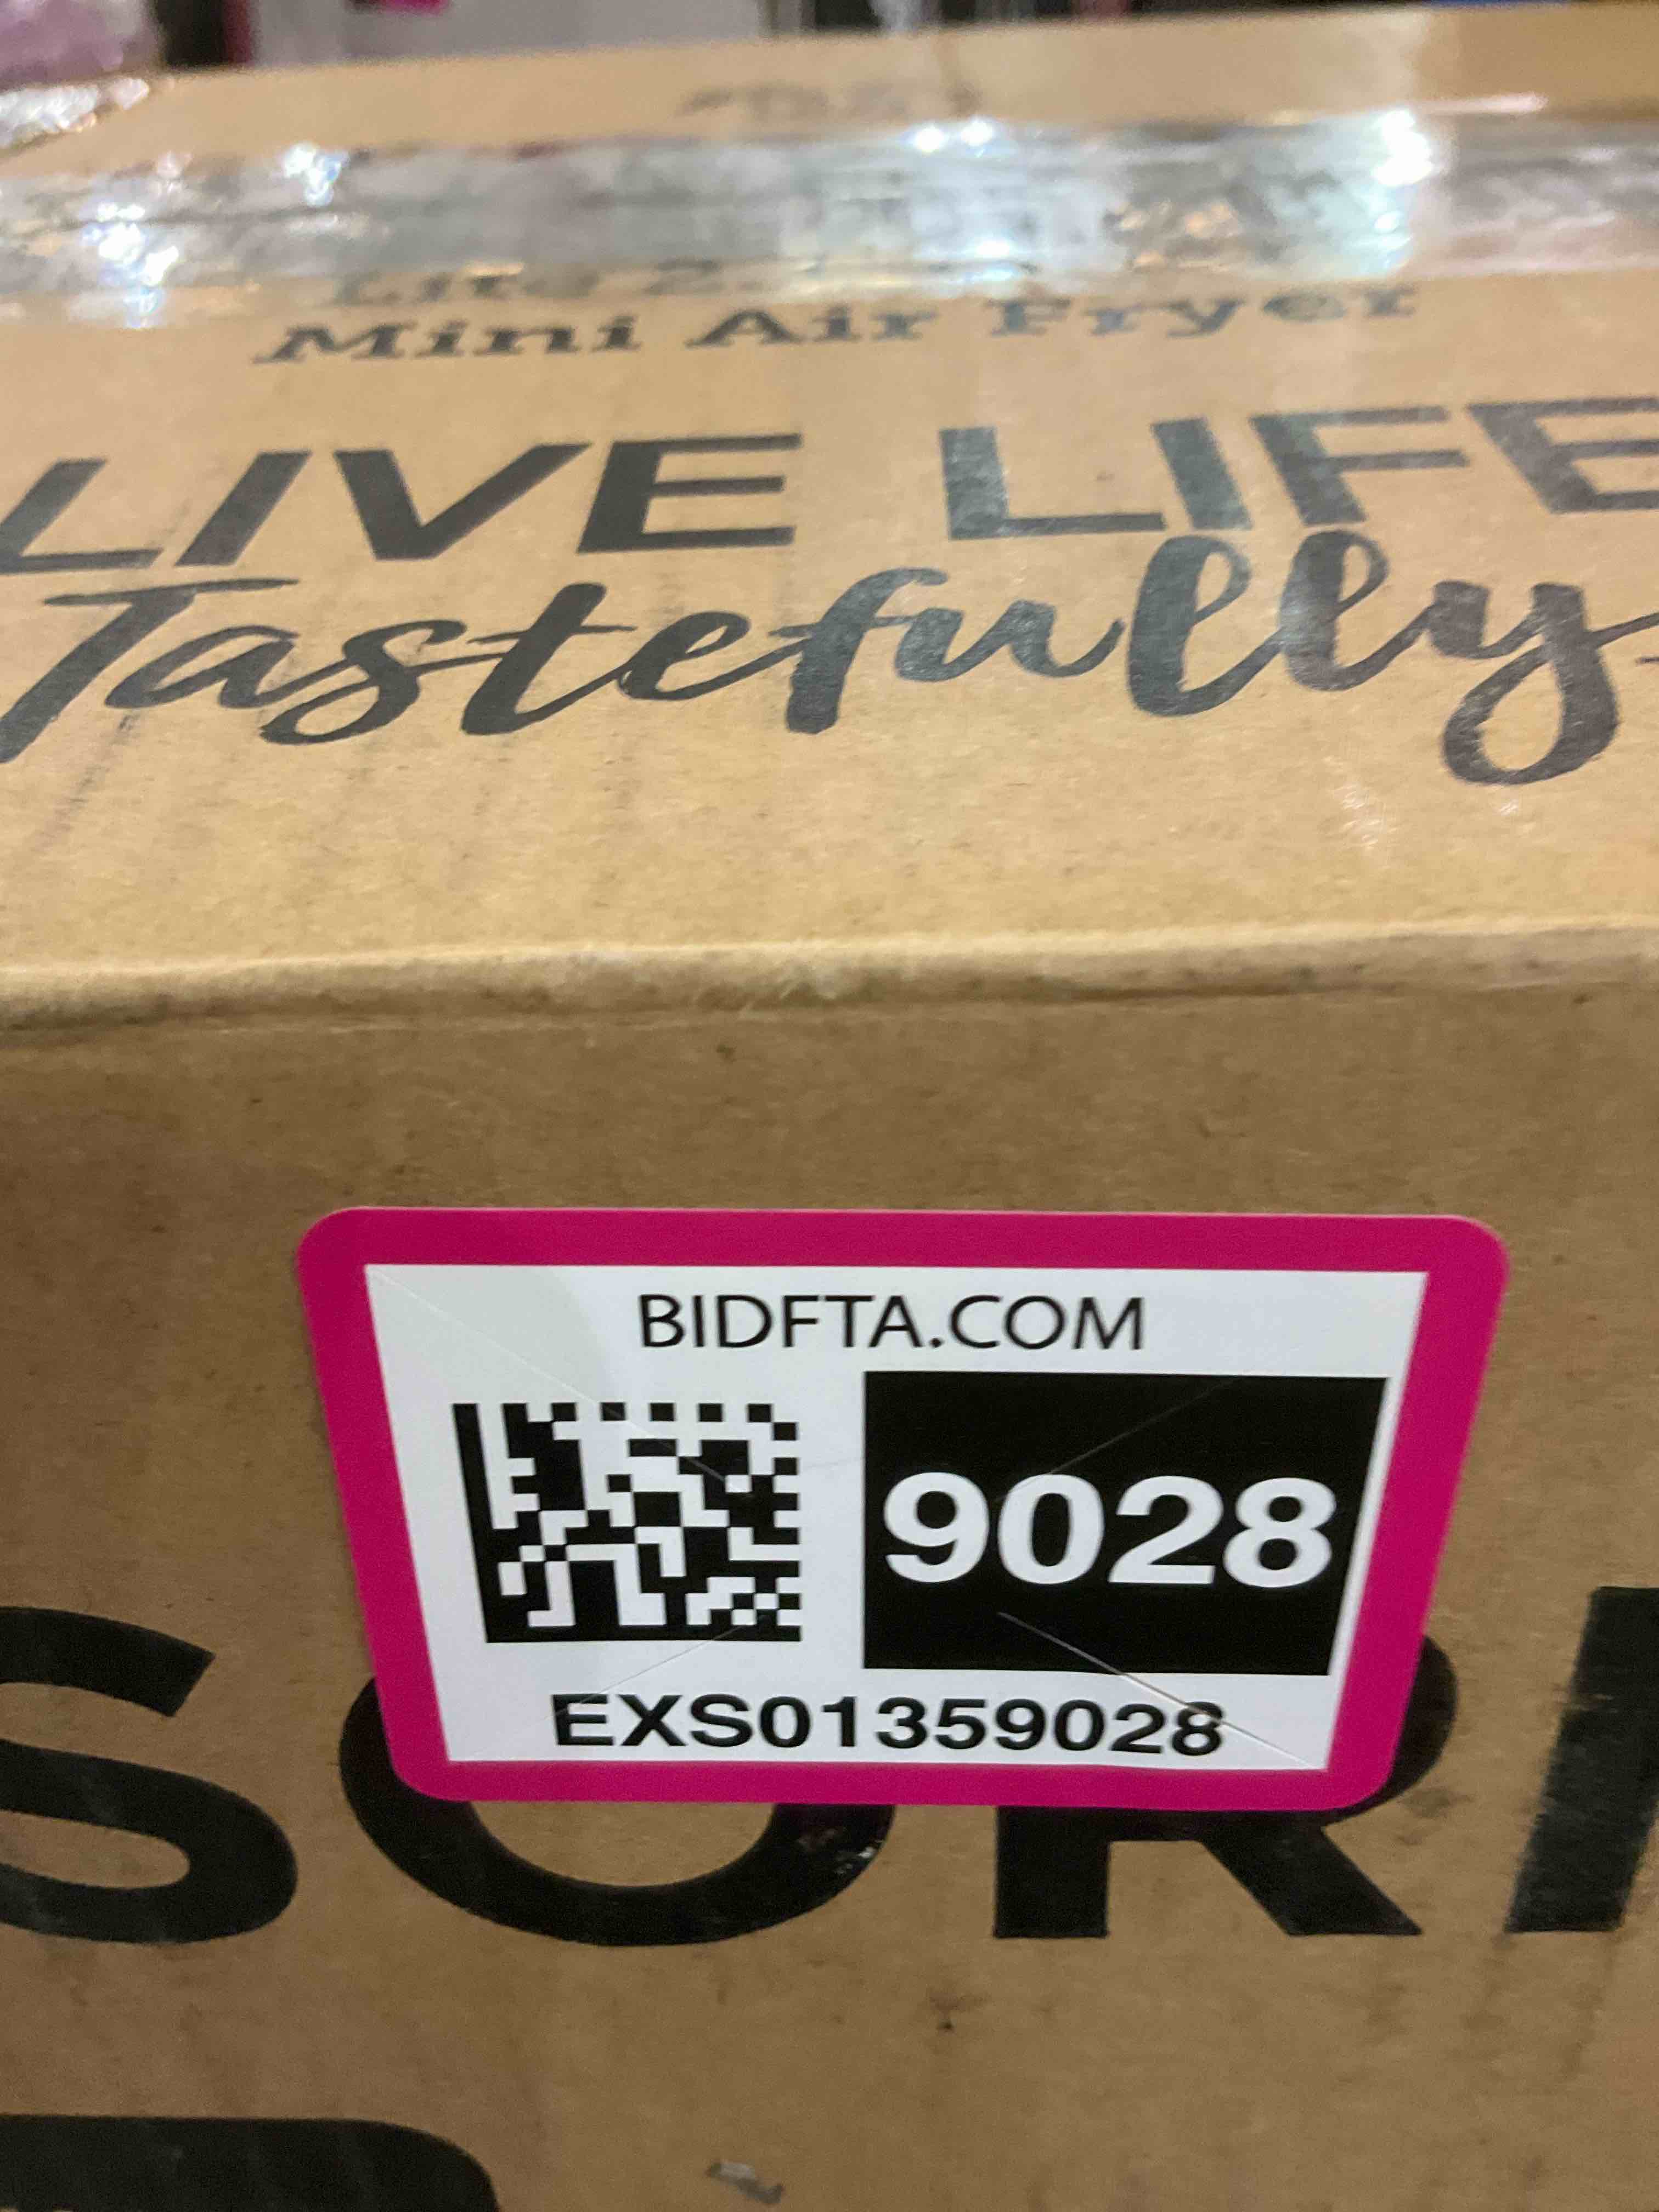 Mini Air Fryer
LIVE LIFE
Tastefully
BIDFTA.COM
9028
EXS01359028